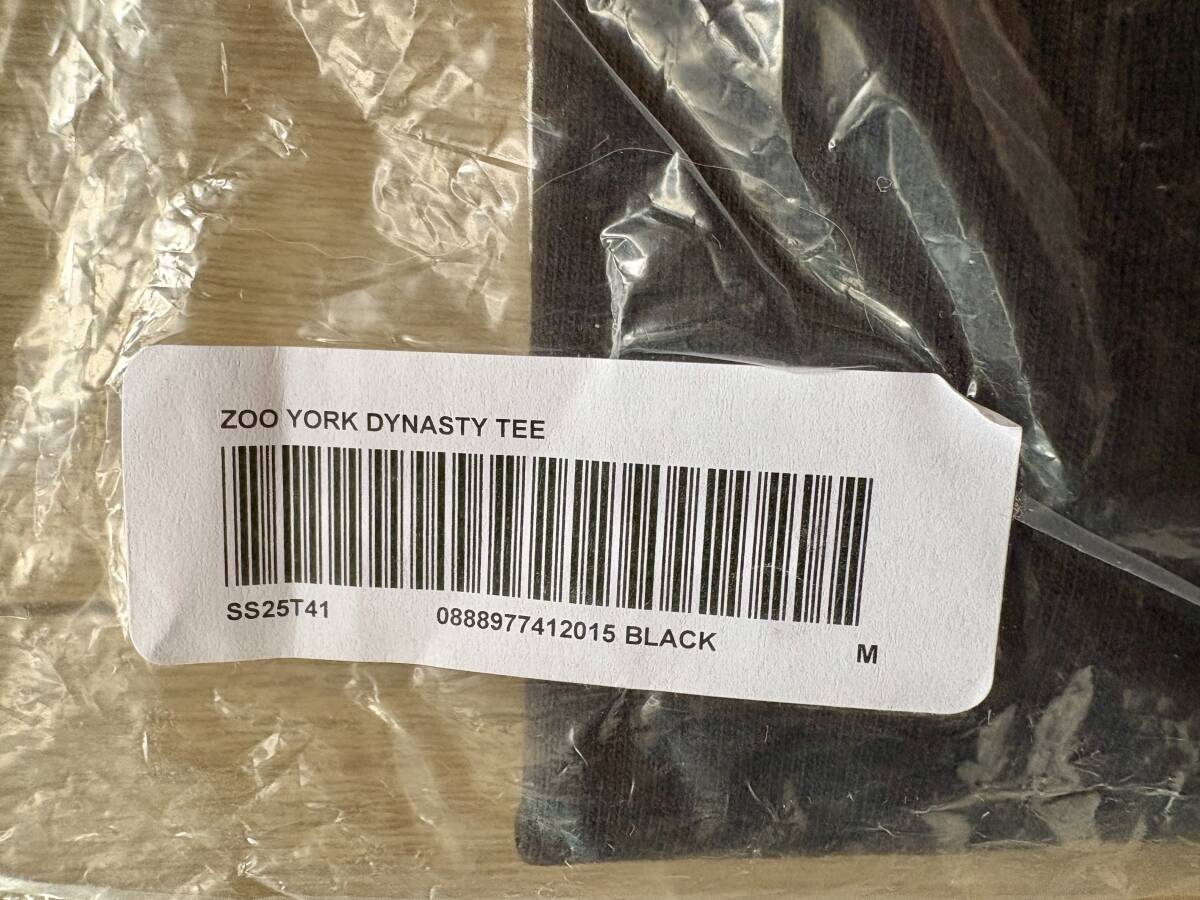 ZOO YORK DYNASTY TEE
SS25T41 0888977412015 BLACK
M